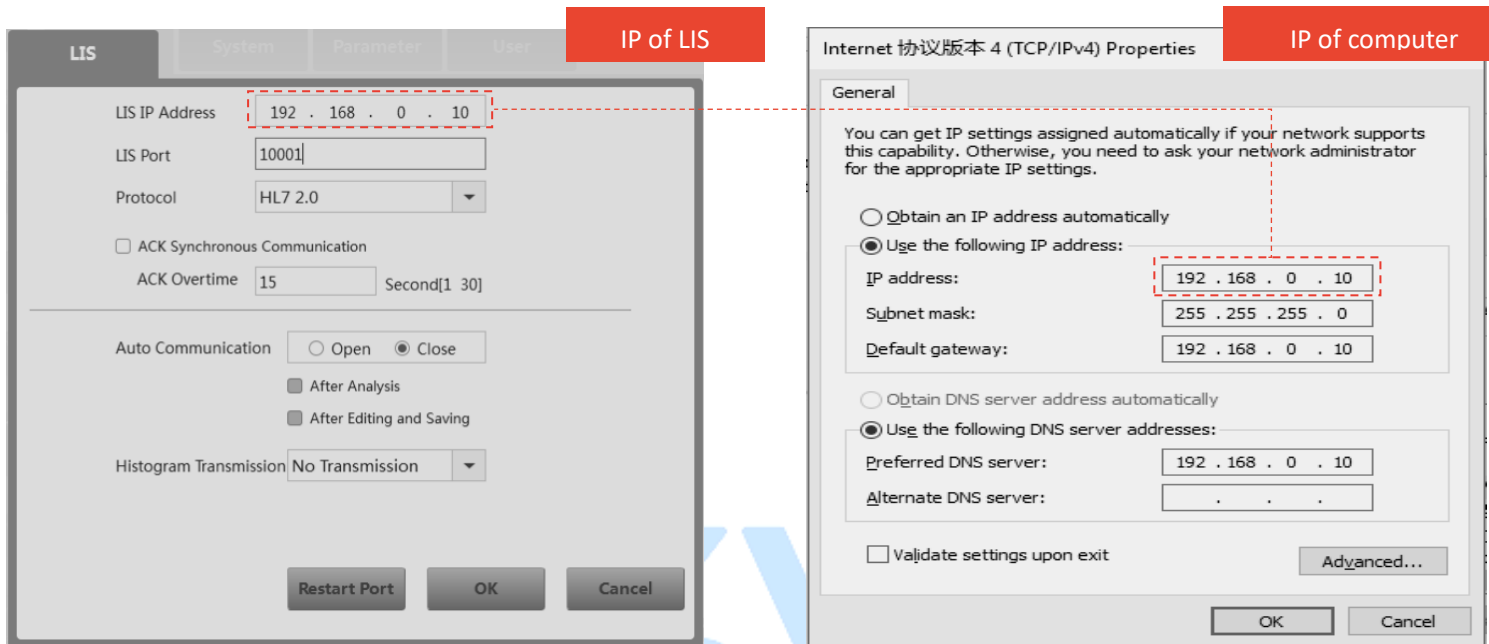 IP of LIS
LIS
System
Parameter
User
LIS IP Address
192 . 168 . 0 . 10
LIS Port
10001
Protocol
HL7 2.0
ACK Synchronous Communication
ACK Overtime
15
Second[1 30]
Auto Communication
Open
Close
After Analysis
After Editing and Saving
Histogram Transmission
No Transmission
Restart Port
OK
Cancel
IP of computer
Internet 协议版本 4 (TCP/IPv4) Properties
General
You can get IP settings assigned automatically if your network supports
this capability. Otherwise, you need to ask your network administrator
for the appropriate IP settings.
Obtain an IP address automatically
Use the following IP address:
IP address:
192 . 168 . 0 . 10
Subnet mask:
255 . 255 . 255 . 0
Default gateway:
192 . 168 . 0 . 10
Obtain DNS server address automatically
Use the following DNS server addresses:
Preferred DNS server:
192 . 168 . 0 . 10
Alternate DNS server:
. . .
Validate settings upon exit
Advanced...
OK
Cancel